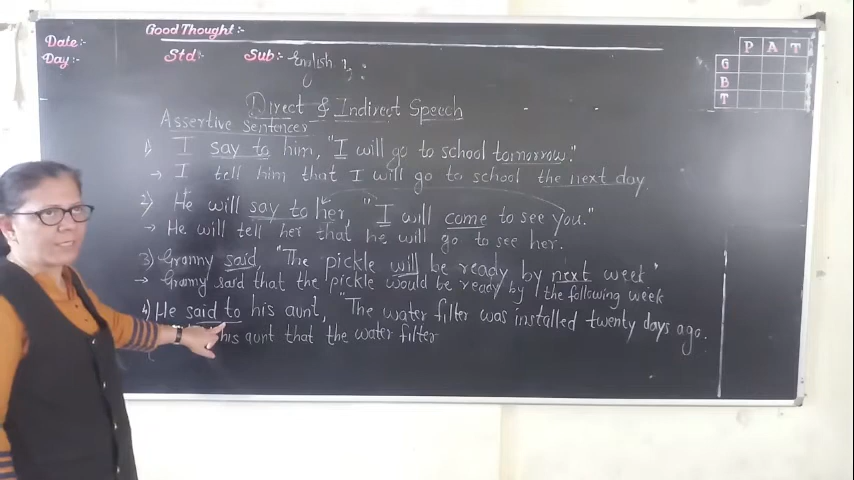 Good Thought:-
Date:-
Day:-
Std:- Sub:- English
P A T
G
B
T
Direct & Indirect Speech
Assertive sentences
1) I say to him, "I will go to school tomorrow."
→ I tell him that I will go to school the next day.
2) He will say to her, "I will come to see you."
→ He will tell her that he will go to see her.
3) Granny said, "The pickle will be ready by next week"
→ Granny said that the pickle would be ready by the following week
4) He said to his aunt, "The water filter was installed twenty days ago.
his aunt that the water filter